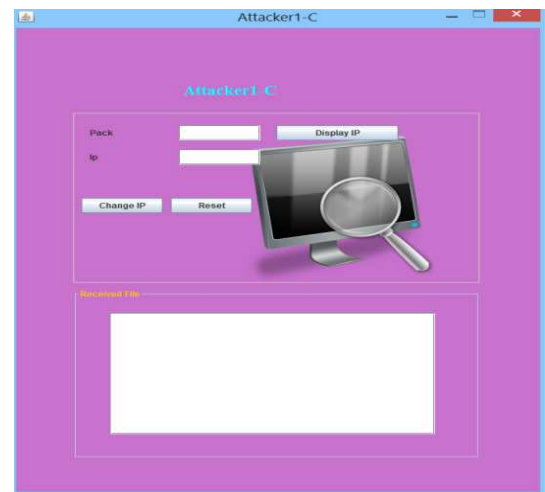 Attacker1-C
Attacker1-C
Pack
Display IP
Ip
Change IP
Reset
Received File